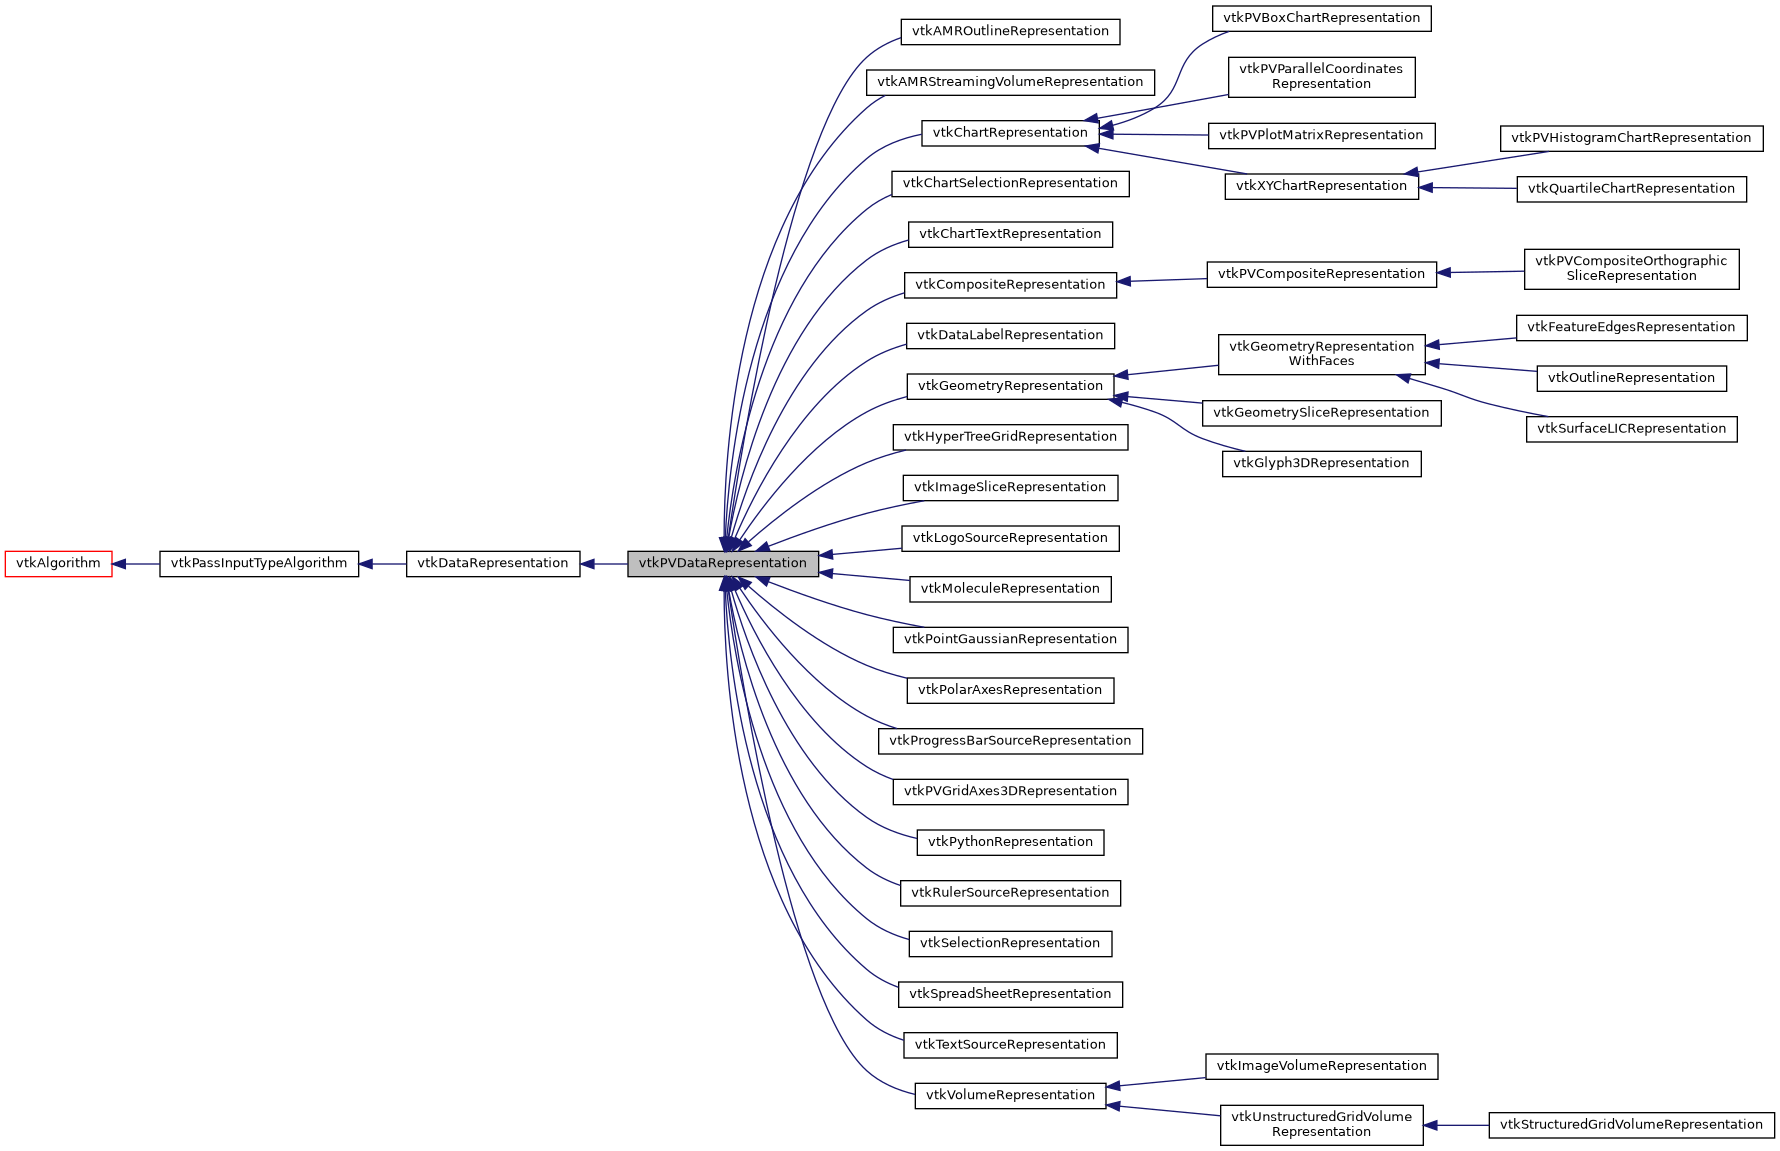 vtkAlgorithm
vtkPassInputTypeAlgorithm
vtkDataRepresentation
vtkPVDataRepresentation
vtkAMROutlineRepresentation
vtkAMRStreamingVolumeRepresentation
vtkChartRepresentation
vtkChartSelectionRepresentation
vtkChartTextRepresentation
vtkCompositeRepresentation
vtkDataLabelRepresentation
vtkGeometryRepresentation
vtkHyperTreeGridRepresentation
vtkImageSliceRepresentation
vtkLogoSourceRepresentation
vtkMoleculeRepresentation
vtkPointGaussianRepresentation
vtkPolarAxesRepresentation
vtkProgressBarSourceRepresentation
vtkPVGridAxes3DRepresentation
vtkPythonRepresentation
vtkRulerSourceRepresentation
vtkSelectionRepresentation
vtkSpreadSheetRepresentation
vtkTextSourceRepresentation
vtkVolumeRepresentation
vtkPVBoxChartRepresentation
vtkPVParallelCoordinates
Representation
vtkPVPlotMatrixRepresentation
vtkXYChartRepresentation
vtkPVCompositeRepresentation
vtkGeometryRepresentation
WithFaces
vtkGeometrySliceRepresentation
vtkGlyph3DRepresentation
vtkImageVolumeRepresentation
vtkUnstructuredGridVolume
Representation
vtkPVHistogramChartRepresentation
vtkQuartileChartRepresentation
vtkPVCompositeOrthographic
SliceRepresentation
vtkFeatureEdgesRepresentation
vtkOutlineRepresentation
vtkSurfaceLICRepresentation
vtkStructuredGridVolumeRepresentation